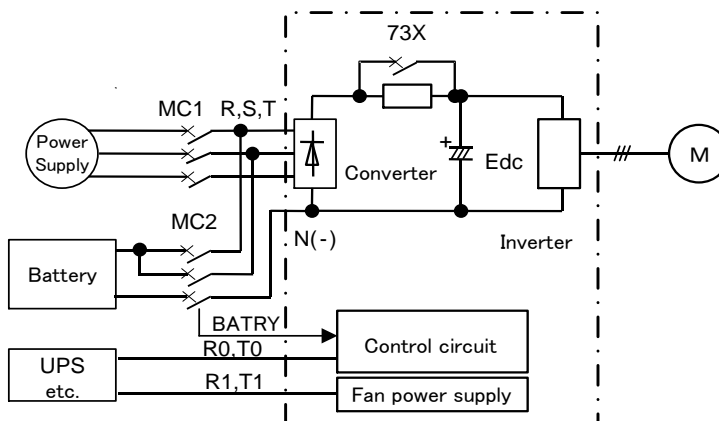 73X
MC1
R,S,T
Power
Supply
+
Converter
Edc
M
MC2
N(-)
Inverter
Battery
BATRY
Control circuit
R0,T0
UPS
etc.
R1,T1
Fan power supply